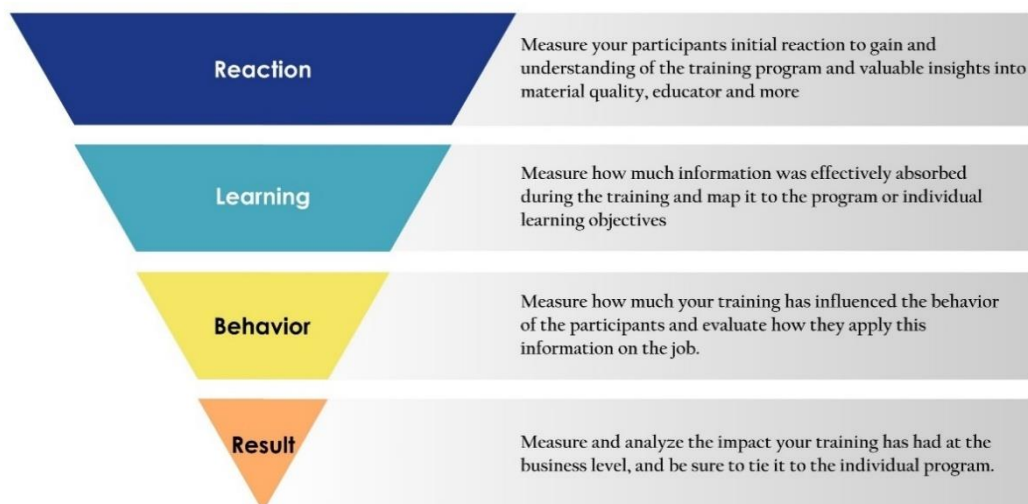 Reaction
Measure your participants initial reaction to gain and
understanding of the training program and valuable insights into
material quality, educator and more
Learning
Measure how much information was effectively absorbed
during the training and map it to the program or individual
learning objectives
Behavior
Measure how much your training has influenced the behavior
of the participants and evaluate how they apply this
information on the job.
Result
Measure and analyze the impact your training has had at the
business level, and be sure to tie it to the individual program.